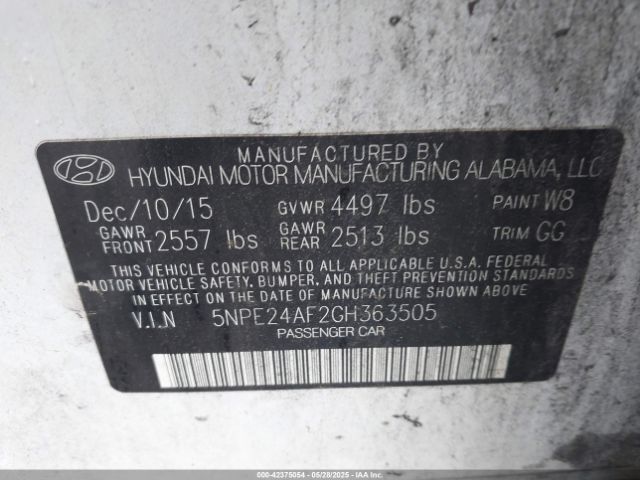 MANUFACTURED BY
HYUNDAI MOTOR MANUFACTURING ALABAMA, LLC
Dec/10/15 GVWR 4497 lbs PAINT W8
GAWR FRONT 2557 lbs GAWR REAR 2513 lbs TRIM GG
THIS VEHICLE CONFORMS TO ALL APPLICABLE U.S.A. FEDERAL
MOTOR VEHICLE SAFETY, BUMPER, AND THEFT PREVENTION STANDARDS
IN EFFECT ON THE DATE OF MANUFACTURE SHOWN ABOVE.
V.I.N 5NPE24AF2GH363505
PASSENGER CAR
000-42375054 - 05/28/2025 - IAAI.COM